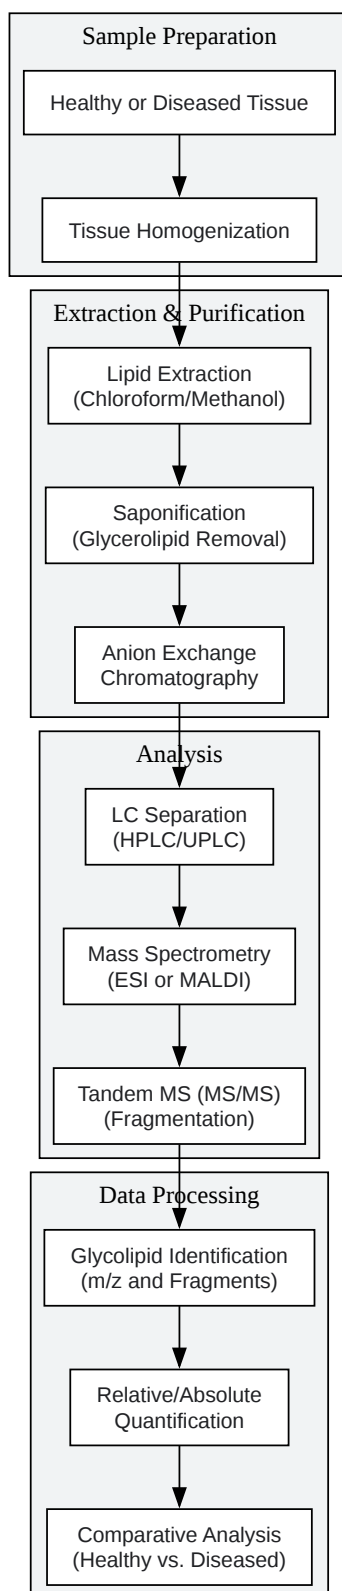 Sample Preparation
Healthy or Diseased Tissue
Tissue Homogenization
Extraction & Purification
Lipid Extraction
(Chloroform/Methanol)
Saponification
(Glycerolipid Removal)
Anion Exchange
Chromatography
Analysis
LC Separation
(HPLC/UPLC)
Mass Spectrometry
(ESI or MALDI)
Tandem MS (MS/MS)
(Fragmentation)
Data Processing
Glycolipid Identification
(m/z and Fragments)
Relative/Absolute
Quantification
Comparative Analysis
(Healthy vs. Diseased)